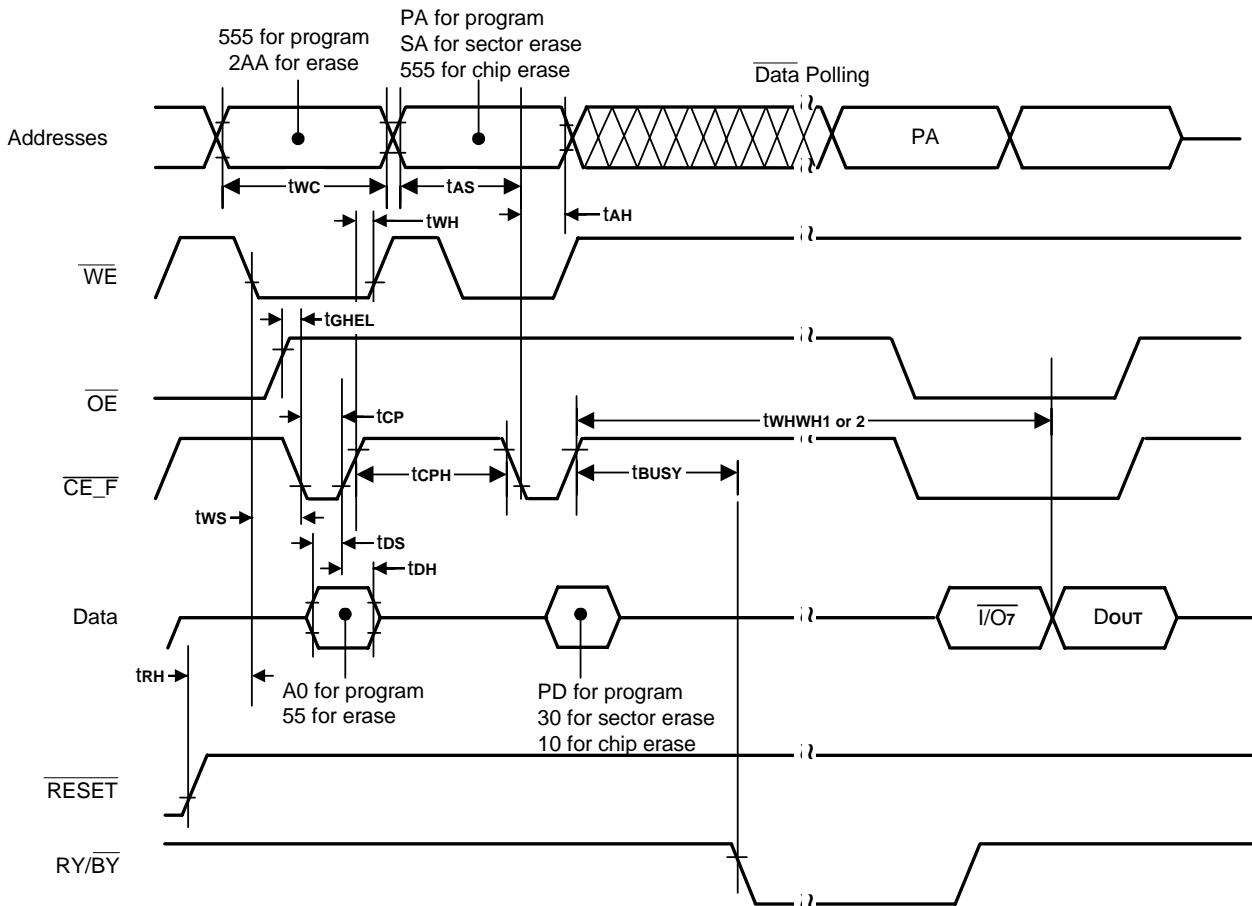 555 for program
2AA for erase
PA for program
SA for sector erase
555 for chip erase
Data Polling
Addresses
PA
tWC
tAS
tWH
tAH
WE
tGHEL
OE
tCP
tWHWH1 or 2
CE_F
tCPH
tBUSY
tWS
tDS
tDH
Data
I/O7
DOUT
tRH
A0 for program
55 for erase
PD for program
30 for sector erase
10 for chip erase
RESET
RY/BY